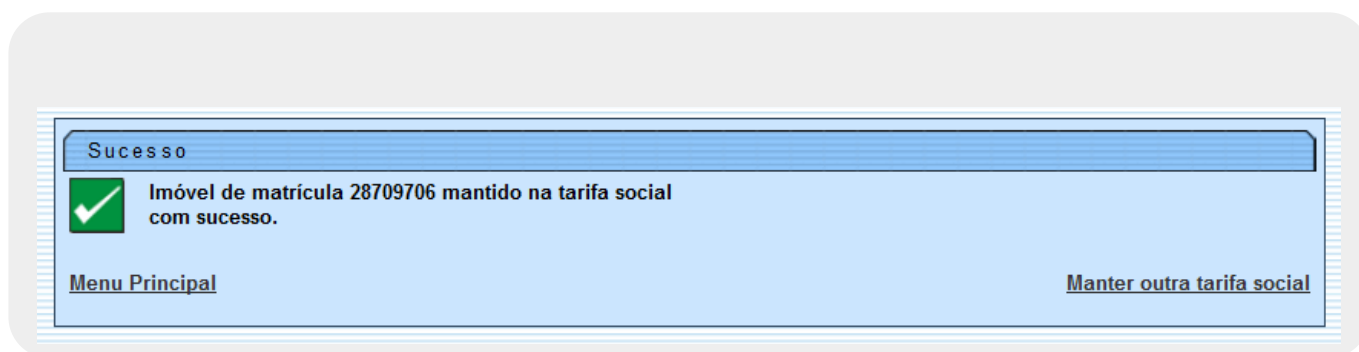 Sucesso
Imóvel de matrícula 28709706 mantido na tarifa social
com sucesso.
Menu Principal
Manter outra tarifa social